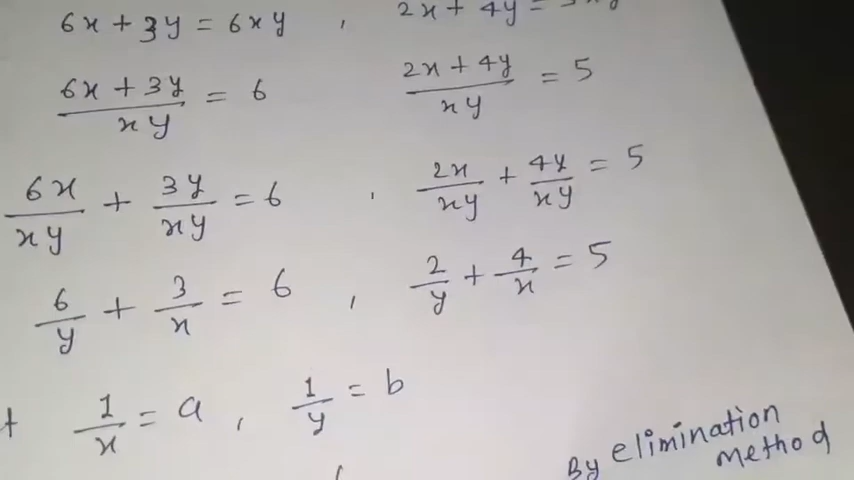 6x + 3y = 6xy , 2x + 4y =
(6x + 3y)/(xy) = 6 (2x + 4y)/(xy) = 5
6x/(xy) + 3y/(xy) = 6 , 2x/(xy) + 4y/(xy) = 5
6/y + 3/x = 6 , 2/y + 4/x = 5
1/x = a , 1/y = b
By elimination
method